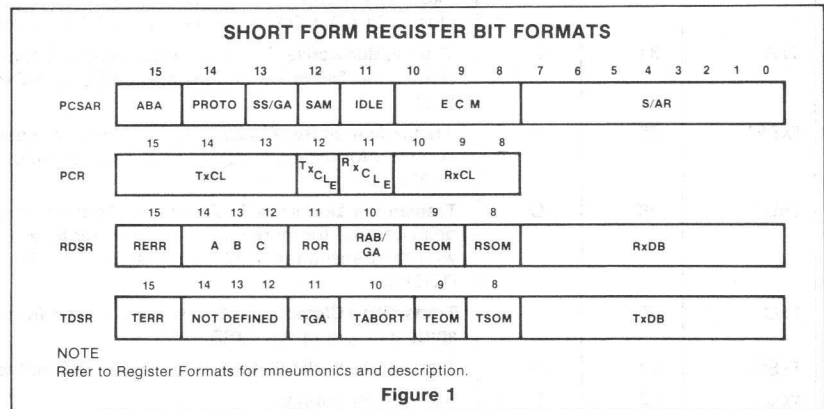 SHORT FORM REGISTER BIT FORMATS
15 14 13 12 11 10 9 8 7 6 5 4 3 2 1 0
PCSAR ABA PROTO SS/GA SAM IDLE E C M S/AR
15 14 13 12 11 10 9 8
PCR TxCL TxCLE RxCLE RxCL
15 14 13 12 11 10 9 8
RDSR RERR A B C ROR RAB/GA REOM RSOM RxDB
15 14 13 12 11 10 9 8
TDSR TERR NOT DEFINED TGA TABORT TEOM TSOM TxDB
NOTE
Refer to Register Formats for mneumonics and description.
Figure 1